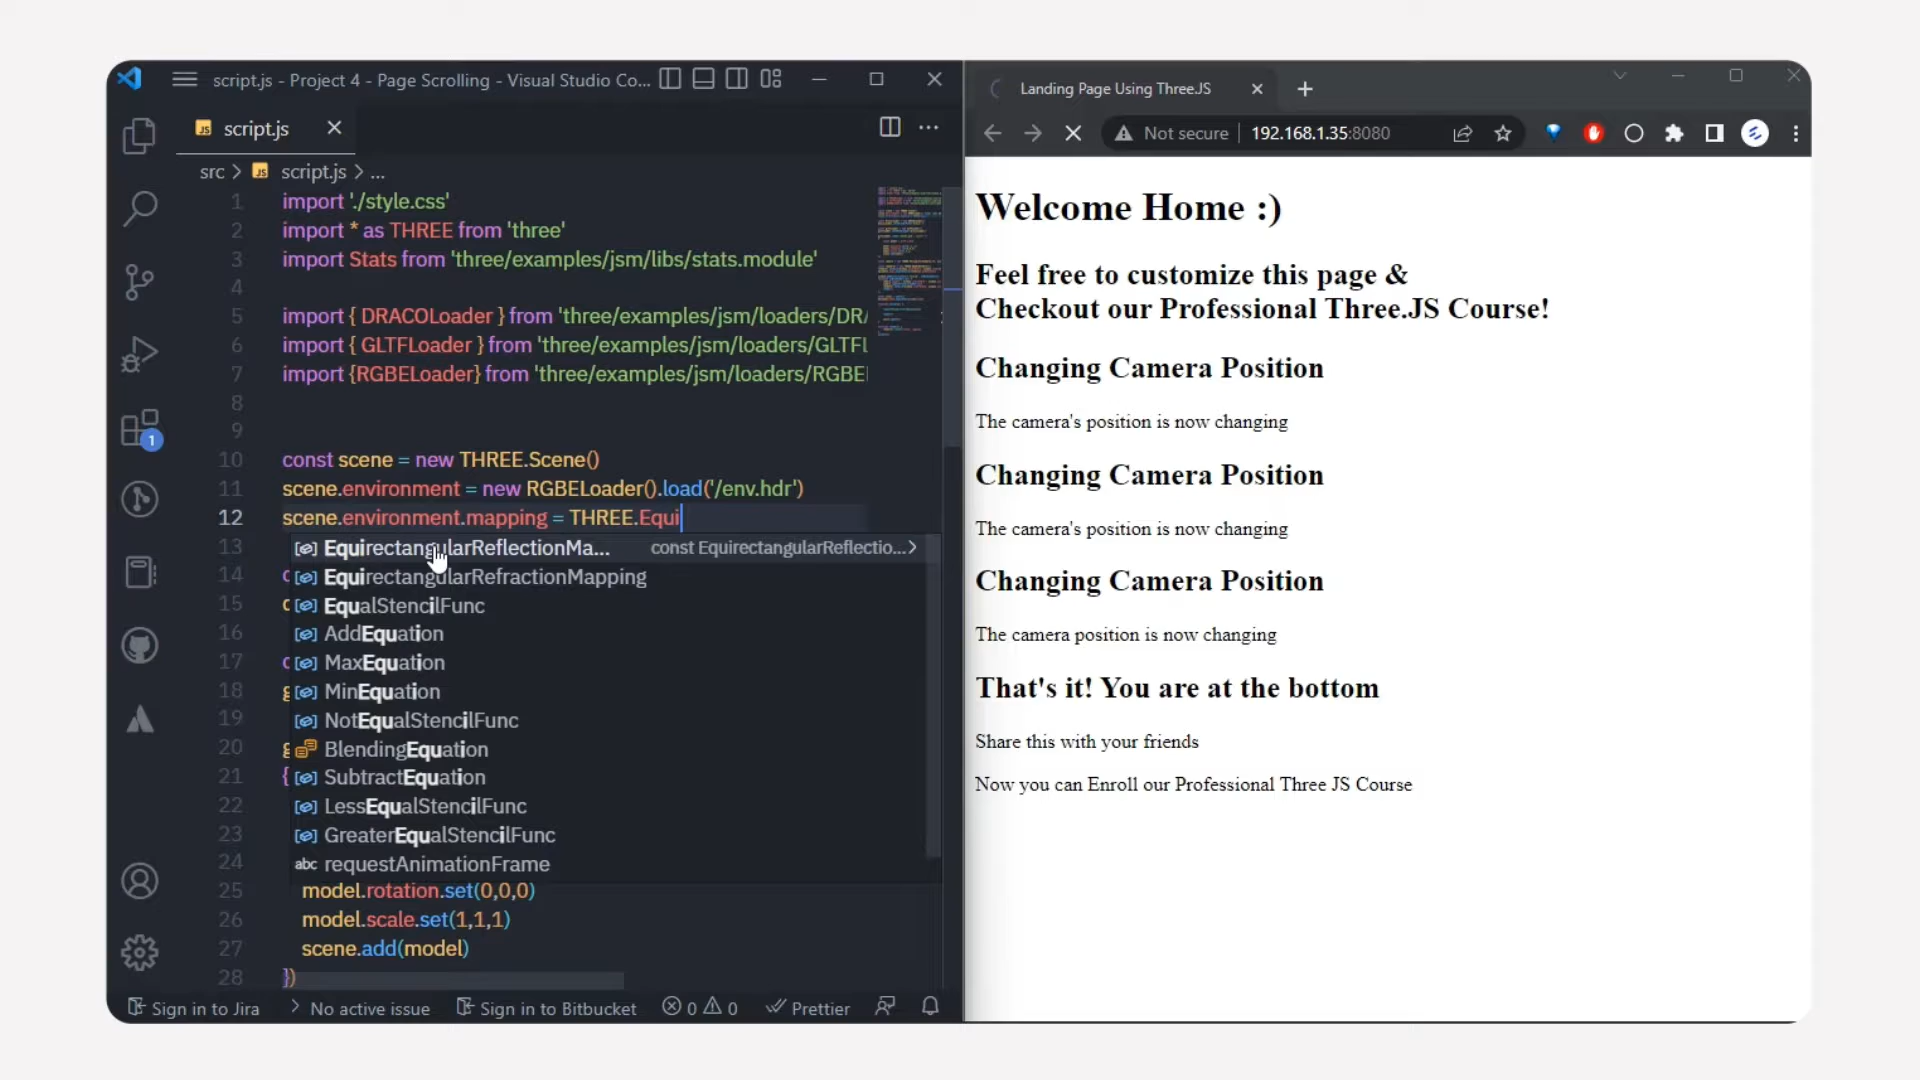 script.js - Project 4 - Page Scrolling - Visual Studio Co...
script.js
src > script.js > ...
1 import './style.css'
2 import * as THREE from 'three'
3 import Stats from 'three/examples/jsm/libs/stats.module'
4
5 import { DRACOLoader } from 'three/examples/jsm/loaders/DRA
6 import { GLTFLoader } from 'three/examples/jsm/loaders/GLTFL
7 import {RGBELoader} from 'three/examples/jsm/loaders/RGBE
8
9
10 const scene = new THREE.Scene()
11 scene.environment = new RGBELoader().load('/env.hdr')
12 scene.environment.mapping = THREE.Equi
13 EquirectangularReflectionMa... const EquirectangularReflectio...
14 EquirectangularRefractionMapping
15 EqualStencilFunc
16 AddEquation
17 MaxEquation
18 MinEquation
19 NotEqualStencilFunc
20 BlendingEquation
21 { SubtractEquation
22 LessEqualStencilFunc
23 GreaterEqualStencilFunc
24 abc requestAnimationFrame
25 model.rotation.set(0,0,0)
26 model.scale.set(1,1,1)
27 scene.add(model)
28 })
1
Sign in to Jira > No active issue Sign in to Bitbucket 0 0 Prettier
Landing Page Using ThreeJS
Not secure 192.168.1.35:8080
Welcome Home :)
Feel free to customize this page &
Checkout our Professional Three.JS Course!
Changing Camera Position
The camera's position is now changing
Changing Camera Position
The camera's position is now changing
Changing Camera Position
The camera position is now changing
That's it! You are at the bottom
Share this with your friends
Now you can Enroll our Professional Three JS Course